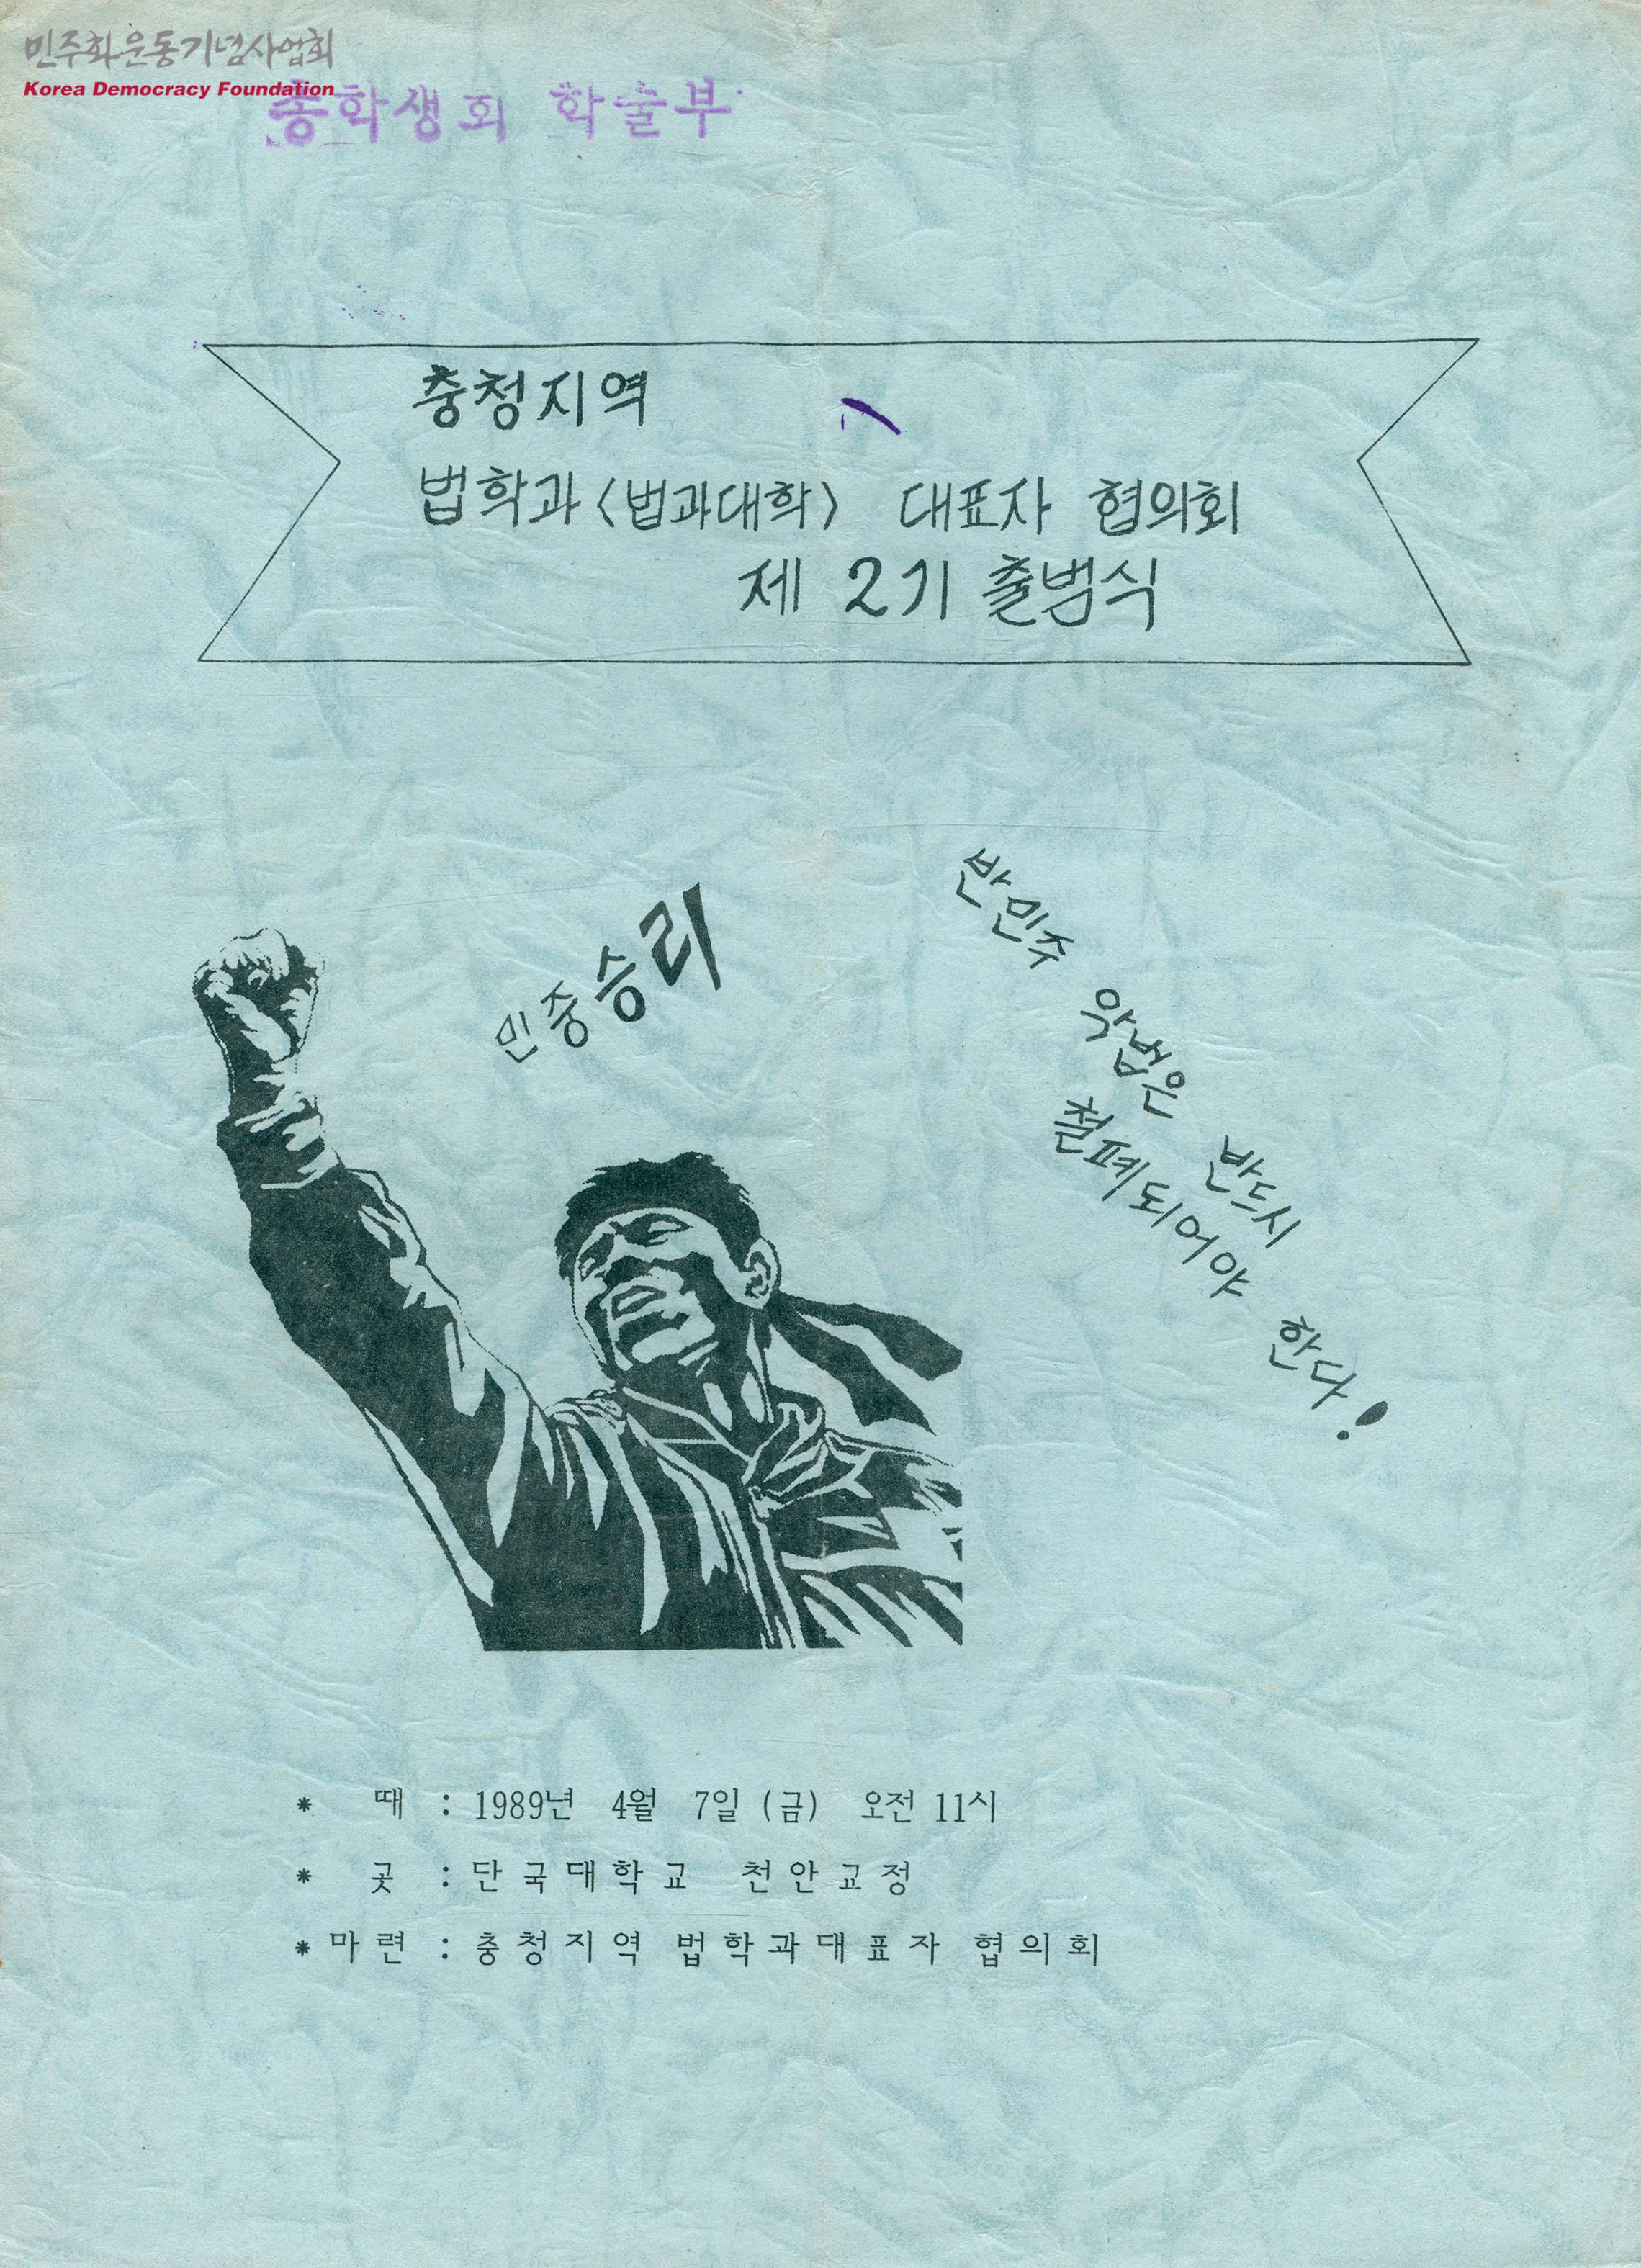 민주화운동기념사업회
Korea Democracy Foundation
총학생회 학술부
충청지역
법학과〈법과대학〉 대표자 협의회
제 2기 출범식
민중승리
반민주 악법은 반드시
철폐되어야 한다!
* 때 : 1989년 4월 7일 (금) 오전 11시
* 곳 : 단국대학교 천안교정
* 마련 : 충청지역 법학과대표자 협의회